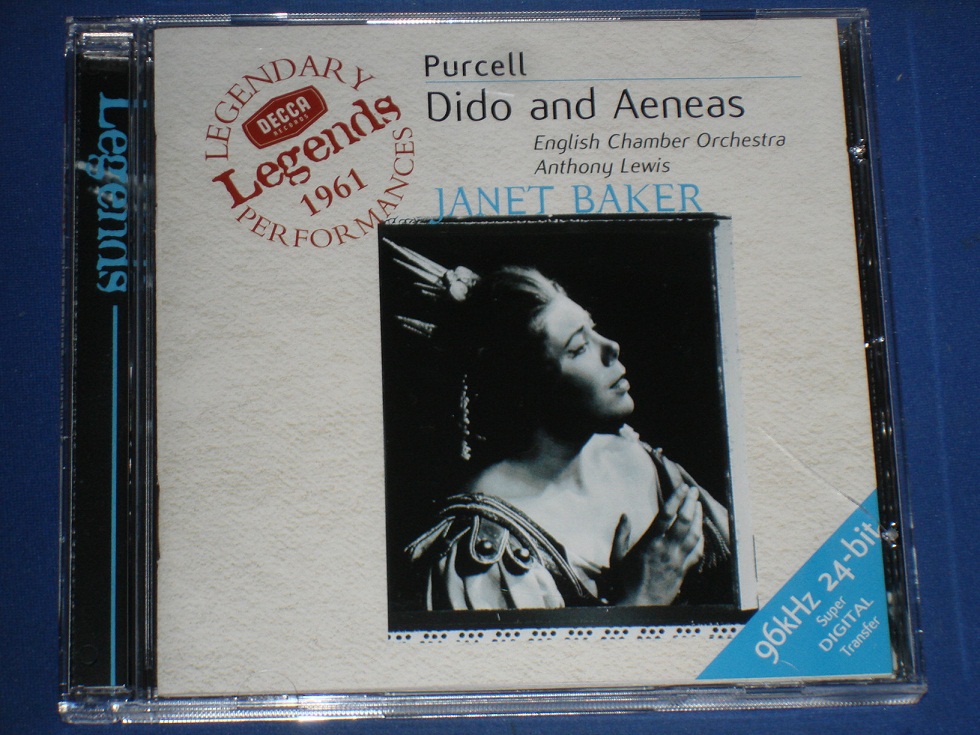 Legends
LEGENDARY
DECCA
RECORDS
Legends
1961
PERFORMANCES
Purcell
Dido and Aeneas
English Chamber Orchestra
Anthony Lewis
JANET BAKER
96kHz 24-bit
Super
DIGITAL
Transfer